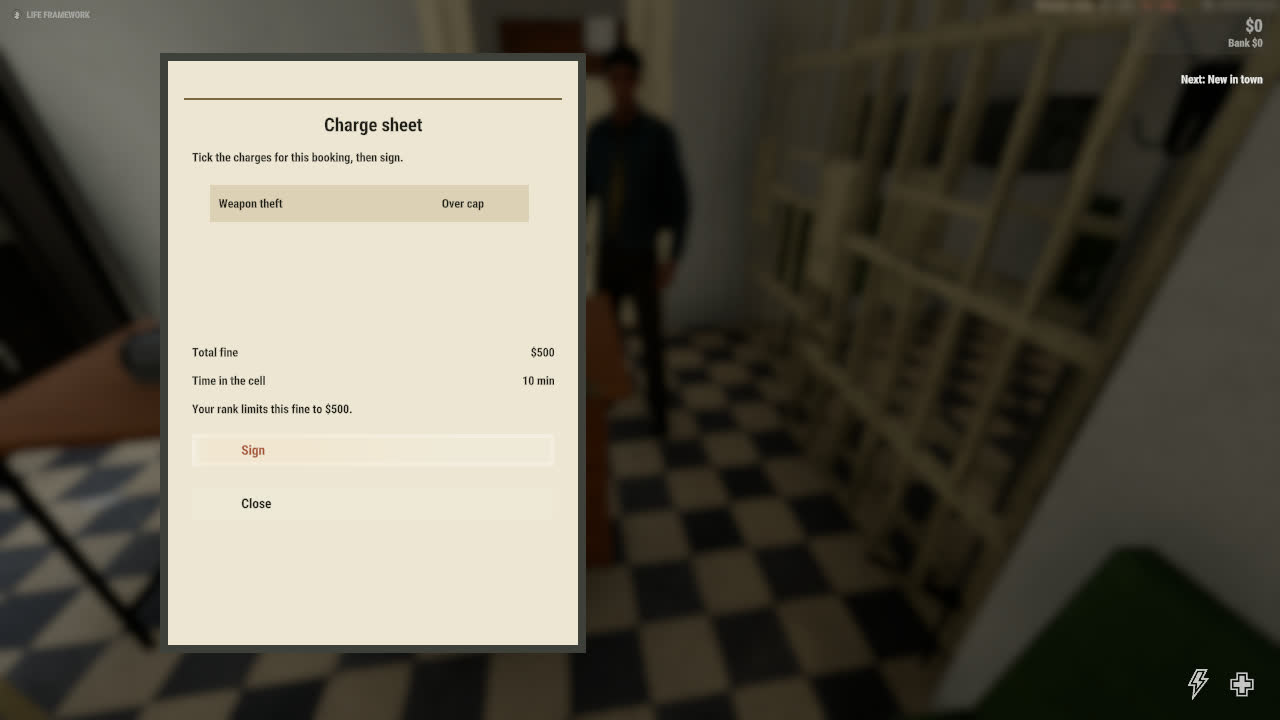 LIFE FRAMEWORK
$0
Bank $0
Next: New in town
Charge sheet
Tick the charges for this booking, then sign.
Weapon theft Over cap
Total fine $500
Time in the cell 10 min
Your rank limits this fine to $500.
Sign
Close